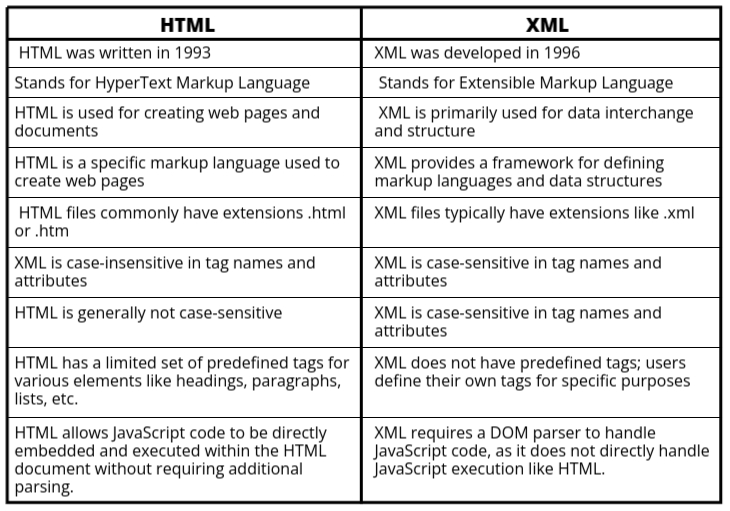 HTML
XML
HTML was written in 1993
XML was developed in 1996
Stands for HyperText Markup Language
Stands for Extensible Markup Language
HTML is used for creating web pages and
documents
XML is primarily used for data interchange
and structure
HTML is a specific markup language used to
create web pages
XML provides a framework for defining
markup languages and data structures
HTML files commonly have extensions .html
or .htm
XML files typically have extensions like .xml
XML is case-insensitive in tag names and
attributes
XML is case-sensitive in tag names and
attributes
HTML is generally not case-sensitive
XML is case-sensitive in tag names and
attributes
HTML has a limited set of predefined tags for
various elements like headings, paragraphs,
lists, etc.
XML does not have predefined tags; users
define their own tags for specific purposes
HTML allows JavaScript code to be directly
embedded and executed within the HTML
document without requiring additional
parsing.
XML requires a DOM parser to handle
JavaScript code, as it does not directly handle
JavaScript execution like HTML.